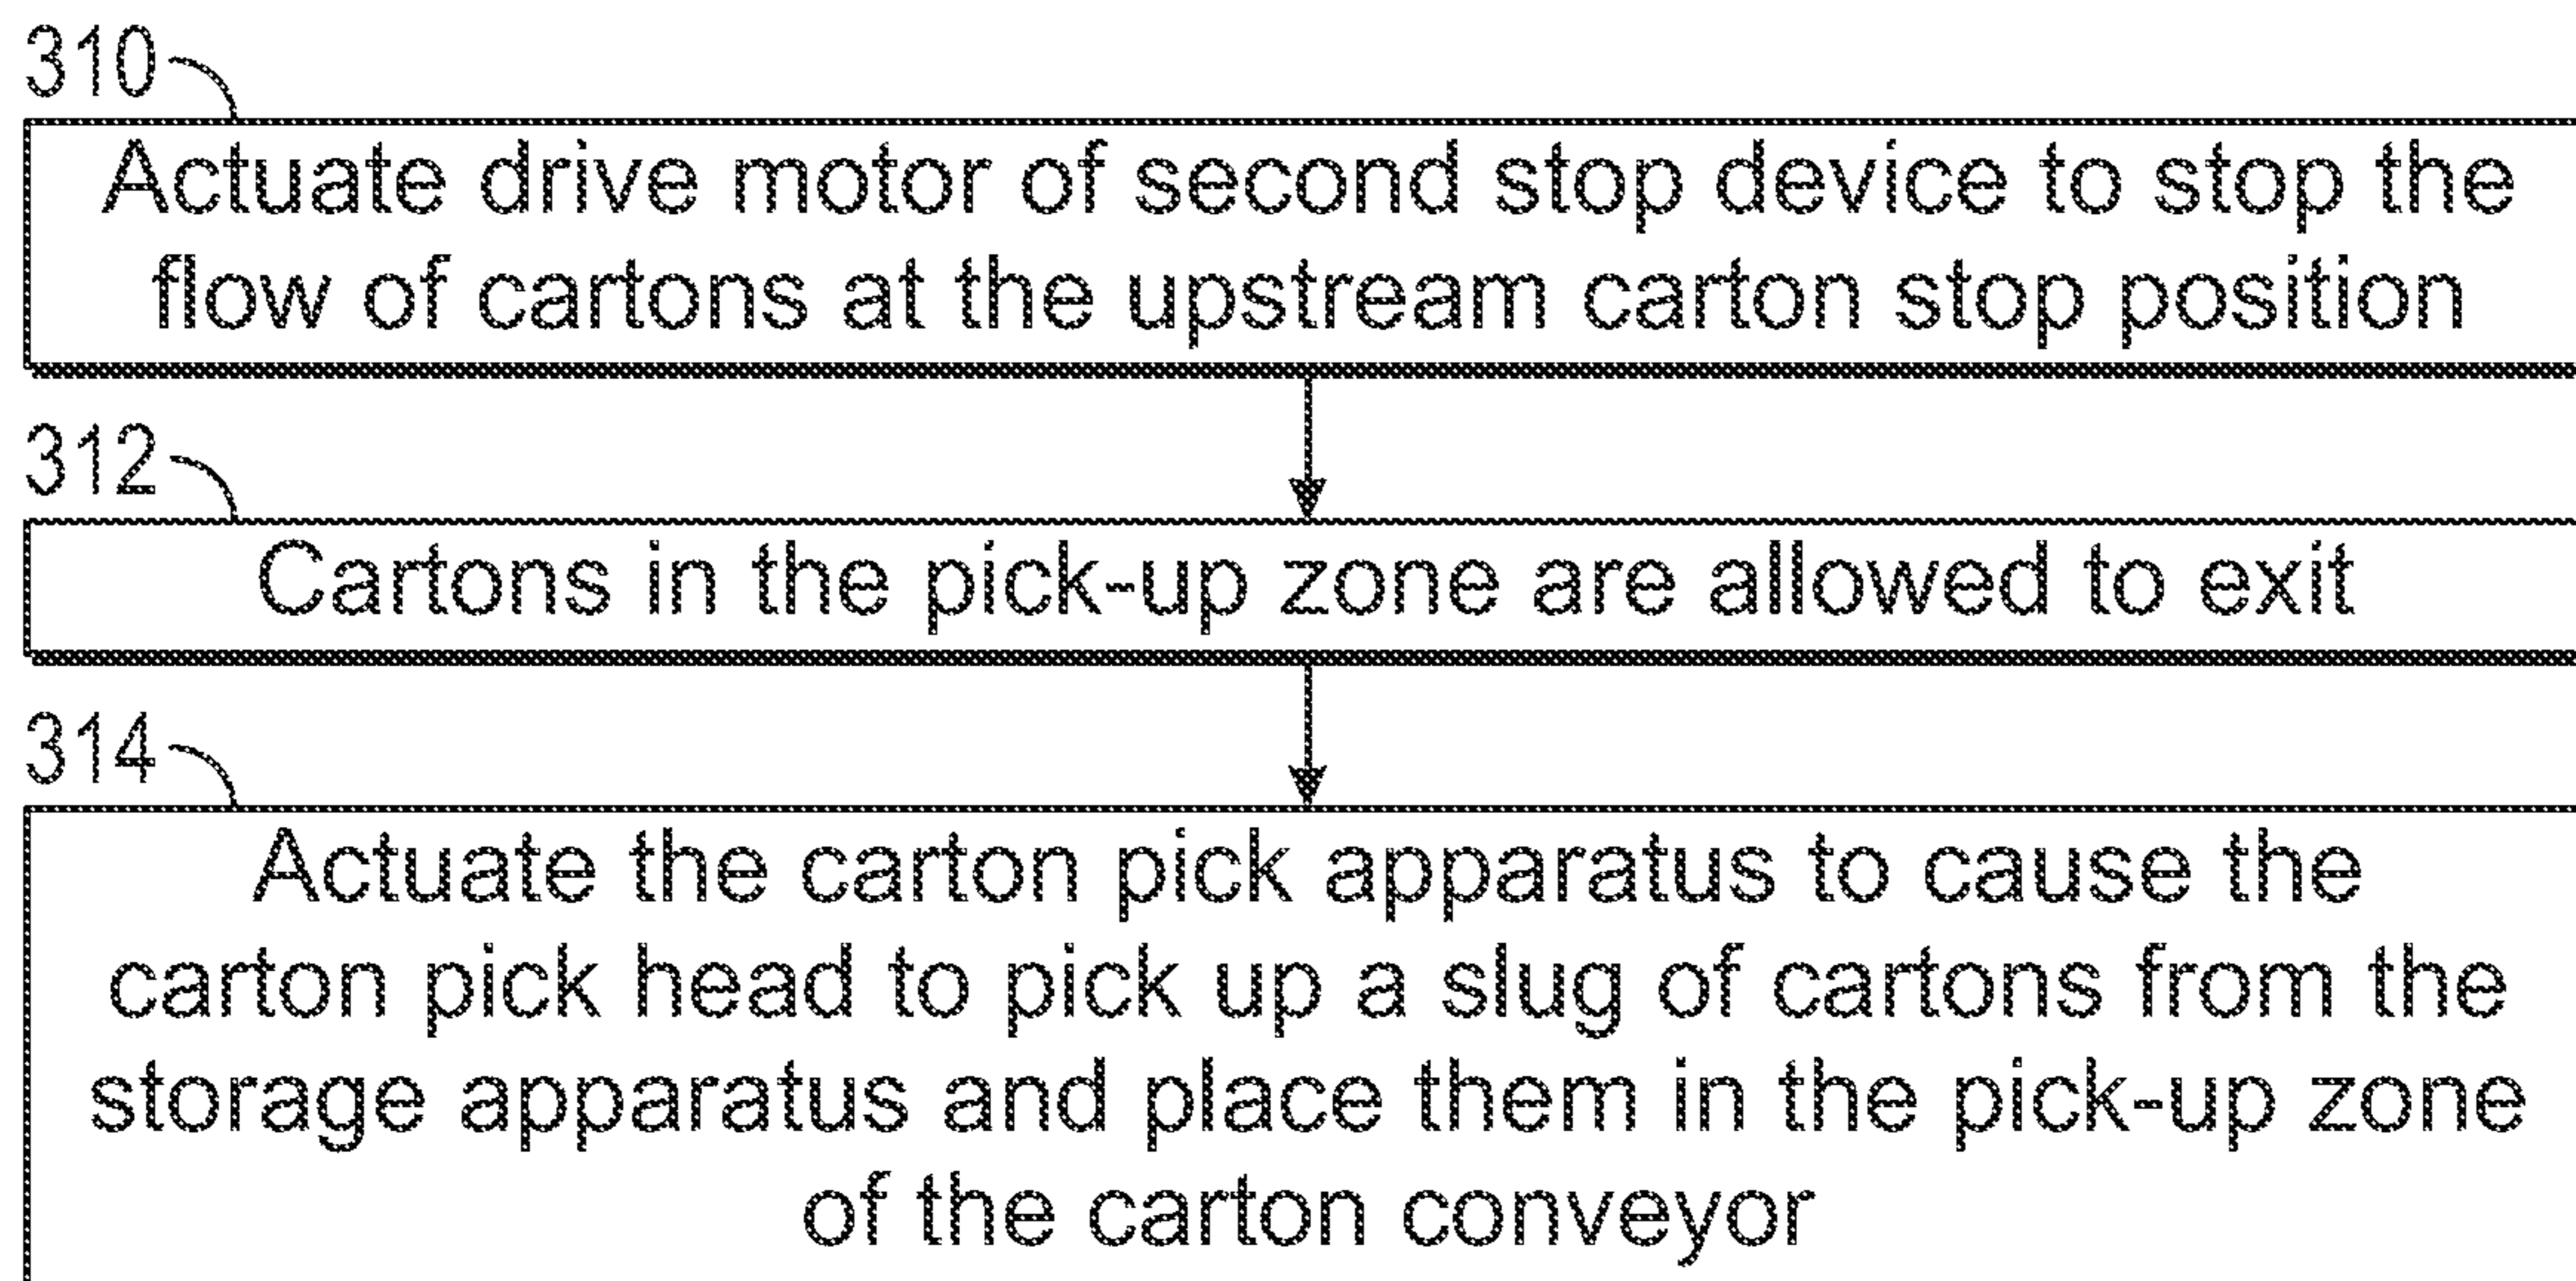 310
Actuate drive motor of second stop device to stop the
flow of cartons at the upstream carton stop position
312
Cartons in the pick-up zone are allowed to exit
314
Actuate the carton pick apparatus to cause the
carton pick head to pick up a slug of cartons from the
storage apparatus and place them in the pick-up zone
of the carton conveyor